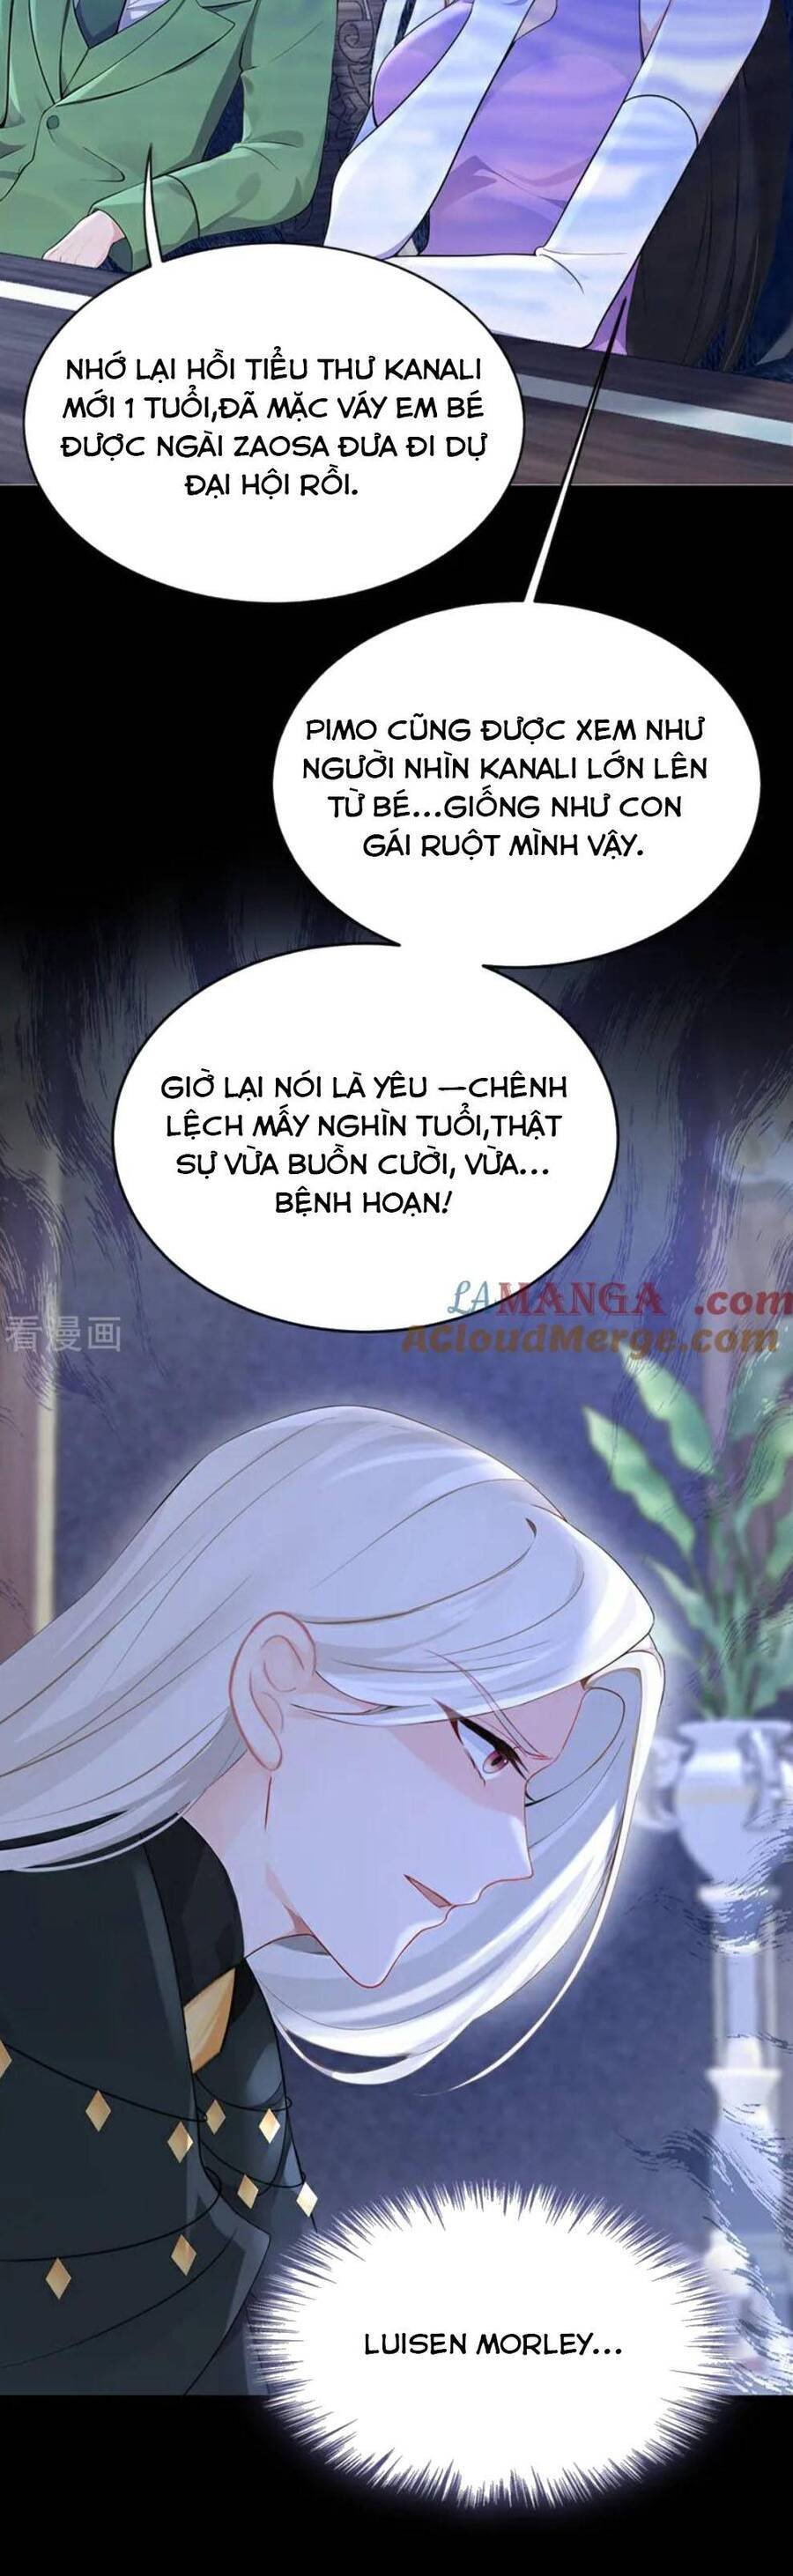 NHỚ LẠI HỒI TIỂU THƯ KANALI
MỚI 1 TUỔI,ĐÃ MẶC VÁY EM BÉ
ĐƯỢC NGÀI ZAOSA ĐƯA ĐI DỰ
ĐẠI HỘI RỒI.
PIMO CŨNG ĐƯỢC XEM NHƯ
NGƯỜI NHÌN KANALI LỚN LÊN
TỪ BÉ...GIỐNG NHƯ CON
GÁI RUỘT MÌNH VẬY.
GIỜ LẠI NÓI LÀ YÊU —CHÊNH
LỆCH MẤY NGHÌN TUỔI,THẬT
SỰ VỪA BUỒN CƯỜI, VỪA...
BỆNH HOẠN!
LAMANGA.com
AcloudMerge.com
看漫画
LUISEN MORLEY...